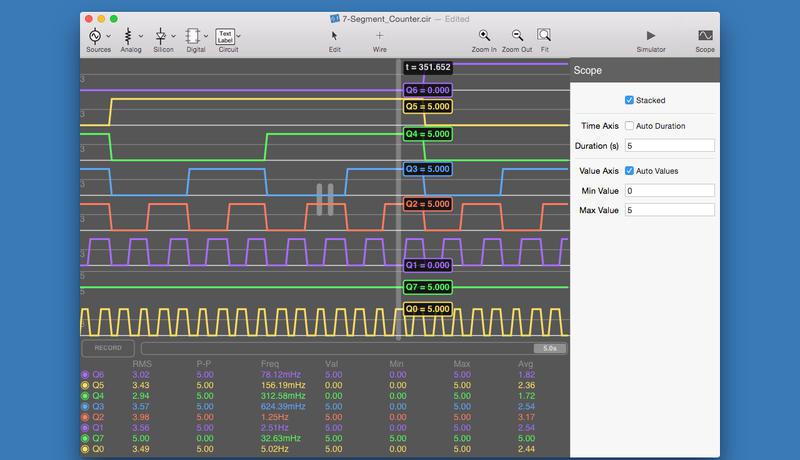 7-Segment_Counter.cir — Edited
Sources Analog Silicon Digital Text Label Circuit Edit Wire Zoom In Zoom Out Fit Simulator Scope
t = 351.652
Q6 = 0.000
Q5 = 5.000
Q4 = 5.000
Q3 = 5.000
Q2 = 5.000
Q1 = 0.000
Q7 = 5.000
Q0 = 5.000
Scope
Stacked
Time Axis Auto Duration
Duration (s) 5
Value Axis Auto Values
Min Value 0
Max Value 5
RECORD 5.0s
RMS P-P Freq Val Min Max Avg
Q6 3.02 5.00 78.12mHz 5.00 0.00 5.00 1.82
Q5 3.43 5.00 156.19mHz 5.00 0.00 5.00 2.36
Q4 2.94 5.00 312.58mHz 5.00 0.00 5.00 1.72
Q3 3.57 5.00 624.39mHz 5.00 0.00 5.00 2.54
Q2 3.98 5.00 1.25Hz 5.00 0.00 5.00 3.17
Q1 3.56 5.00 2.51Hz 5.00 0.00 5.00 2.54
Q7 5.00 0.00 32.63mHz 5.00 5.00 5.00 5.00
Q0 3.49 5.00 5.02Hz 5.00 0.00 5.00 2.44